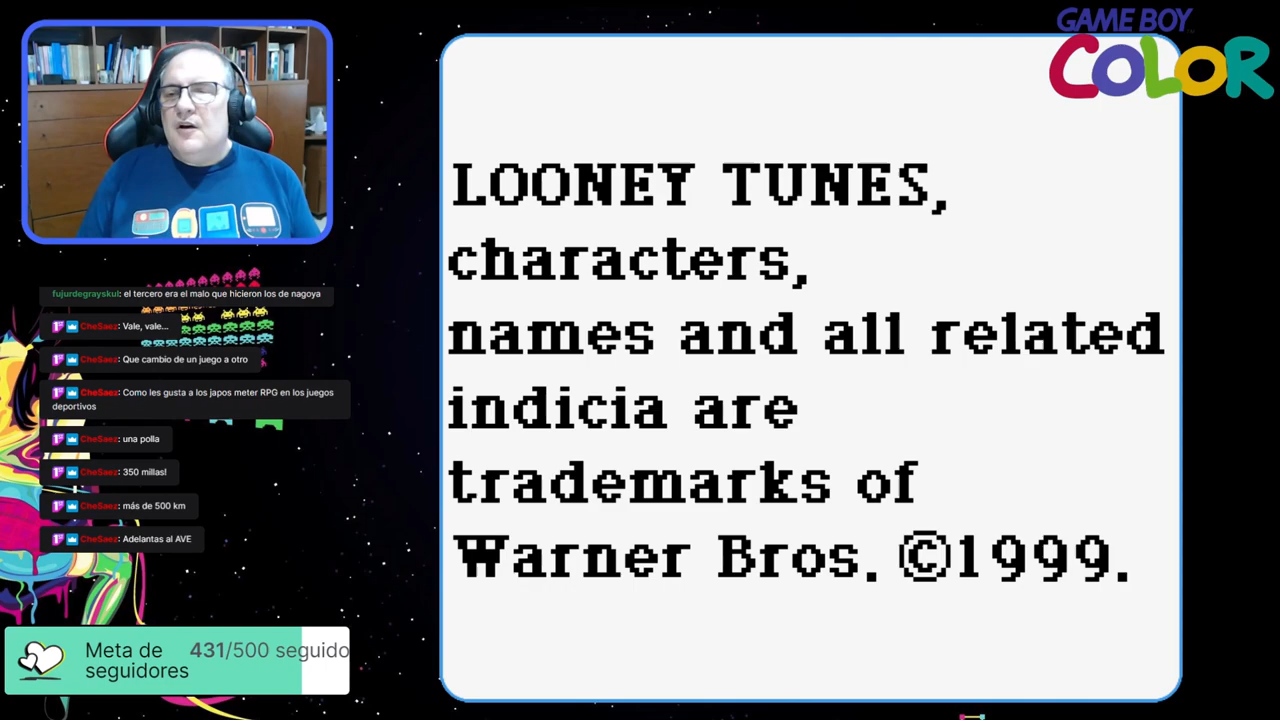 GAME BOY
COLOR
LOONEY TUNES,
characters,
names and all related
indicia are
trademarks of
Warner Bros. ©1999.
fujurdegrayskul: el tercero era el malo que hicieron los de nagoya
CheSaez: Vale, vale...
CheSaez: Que cambio de un juego a otro
CheSaez: Como les gusta a los japos meter RPG en los juegos
deportivos
CheSaez: una polla
CheSaez: 350 millas!
CheSaez: más de 500 km
CheSaez: Adelantas al AVE
Meta de
seguidores
431/500 seguido